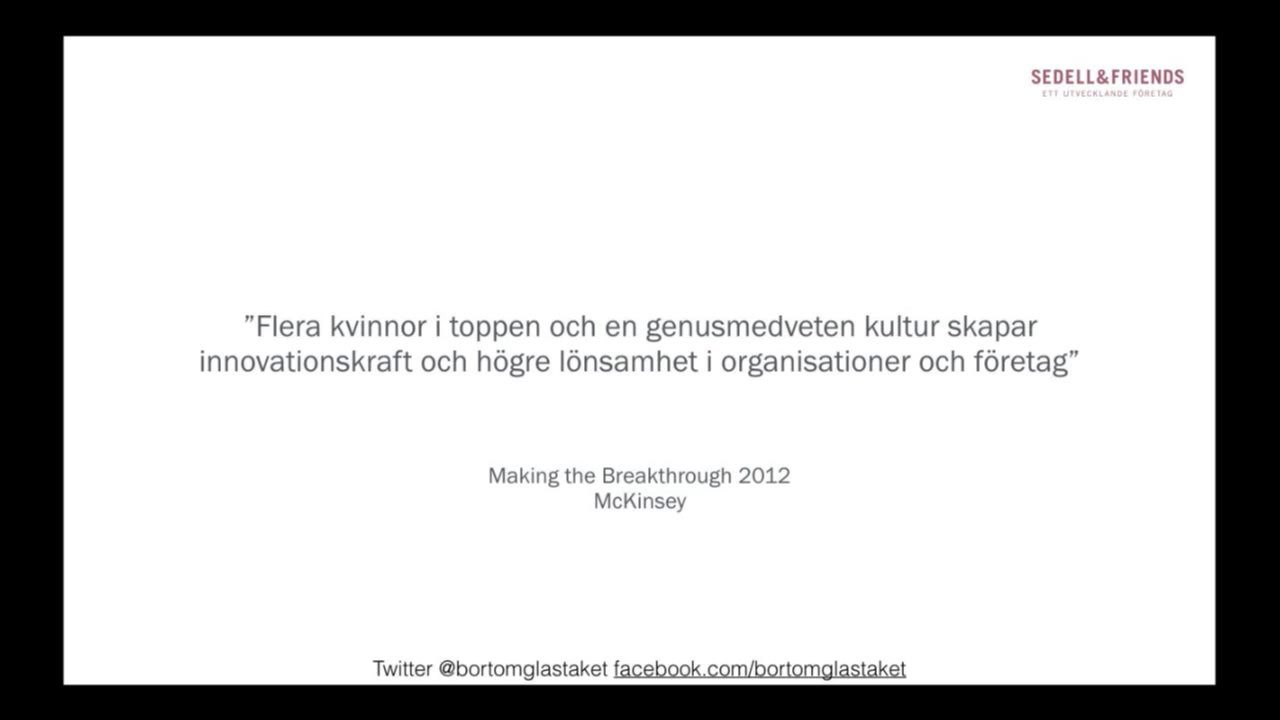 SEDELL&FRIENDS
ETT UTVECKLANDE FÖRETAG
”Flera kvinnor i toppen och en genusmedveten kultur skapar
innovationskraft och högre lönsamhet i organisationer och företag”
Making the Breakthrough 2012
McKinsey
Twitter @bortomglastaket facebook.com/bortomglastaket